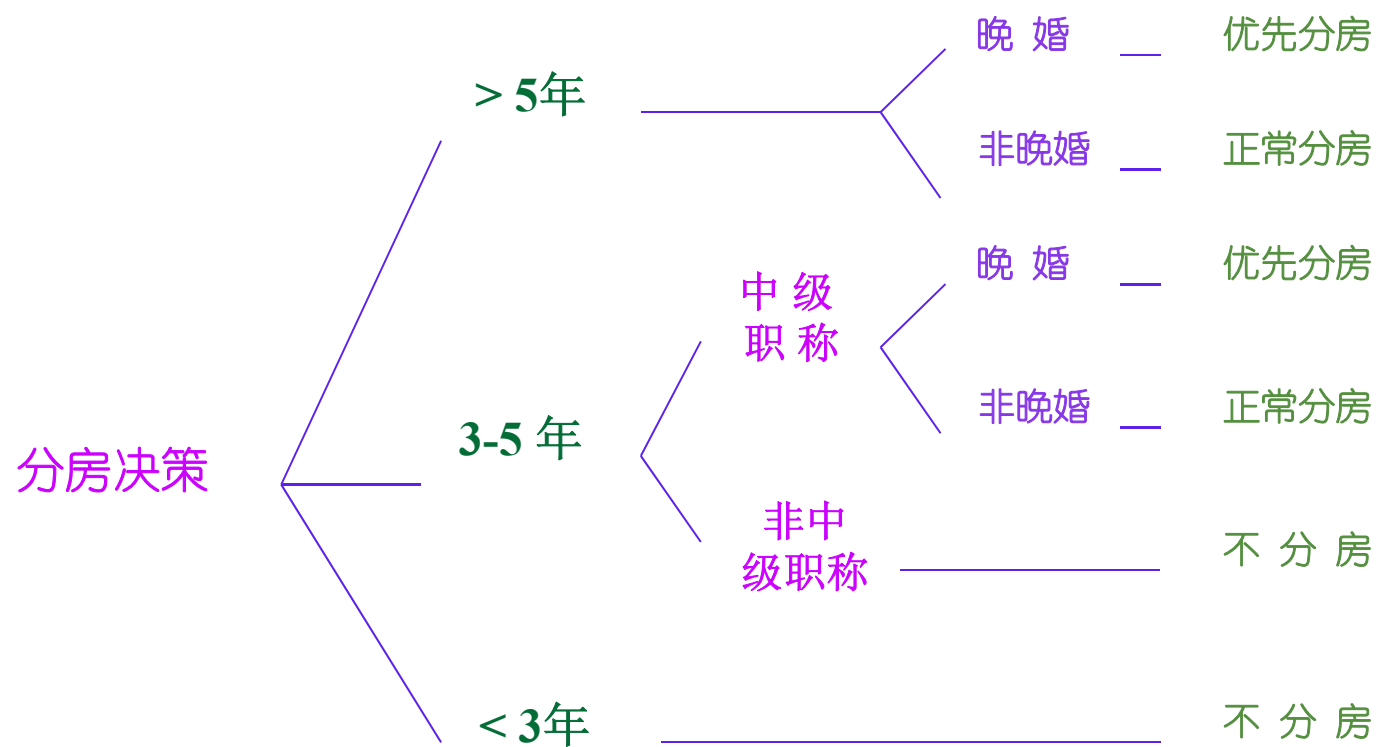 晚 婚 优先分房
> 5年
非晚婚 正常分房
晚 婚 优先分房
中 级
职 称
非晚婚 正常分房
3-5 年
分房决策
非中
级职称
不 分 房
< 3年 不 分 房